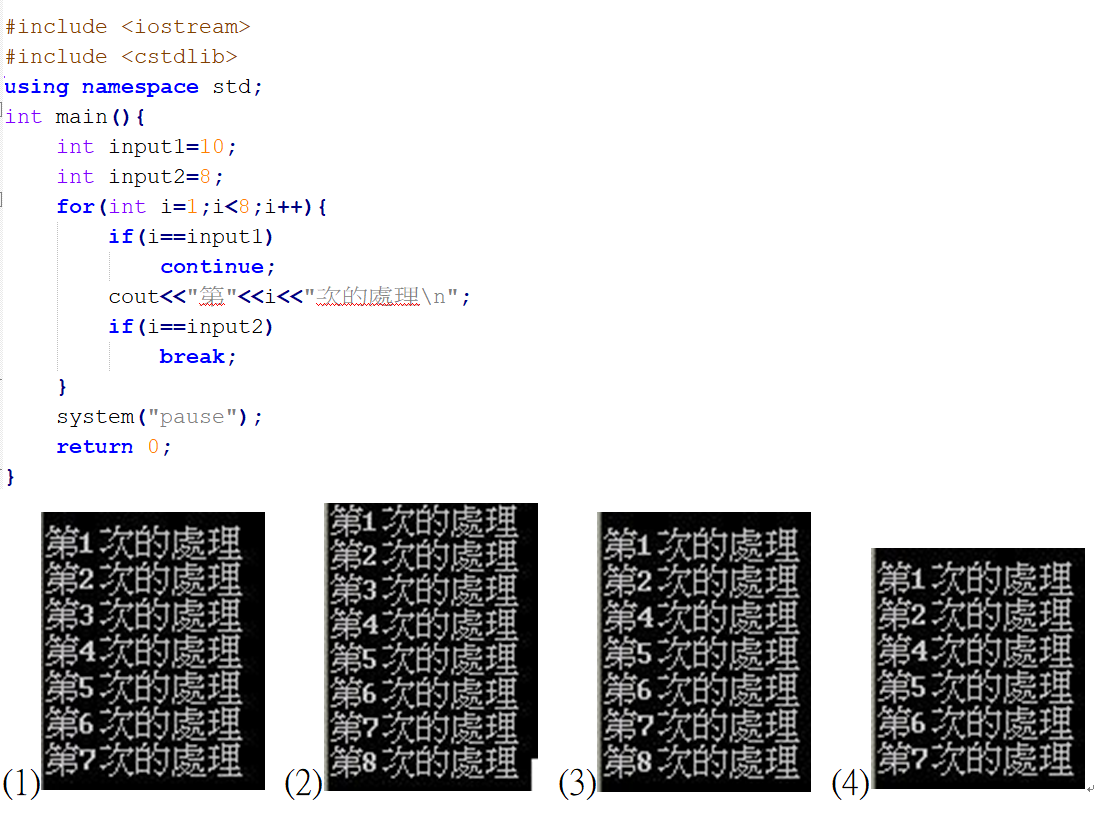 #include <iostream>
#include <cstdlib>
using namespace std;
int main(){
    int input1=10;
    int input2=8;
    for(int i=1;i<8;i++){
        if(i==input1)
            continue;
        cout<<"第"<<i<<"次的處理\n";
        if(i==input2)
            break;
    }
    system("pause");
    return 0;
}
(1)
第1次的處理
第2次的處理
第3次的處理
第4次的處理
第5次的處理
第6次的處理
第7次的處理
(2)
第1次的處理
第2次的處理
第3次的處理
第4次的處理
第5次的處理
第6次的處理
第7次的處理
第8次的處理
(3)
第1次的處理
第2次的處理
第4次的處理
第5次的處理
第6次的處理
第7次的處理
第8次的處理
(4)
第1次的處理
第2次的處理
第4次的處理
第5次的處理
第6次的處理
第7次的處理